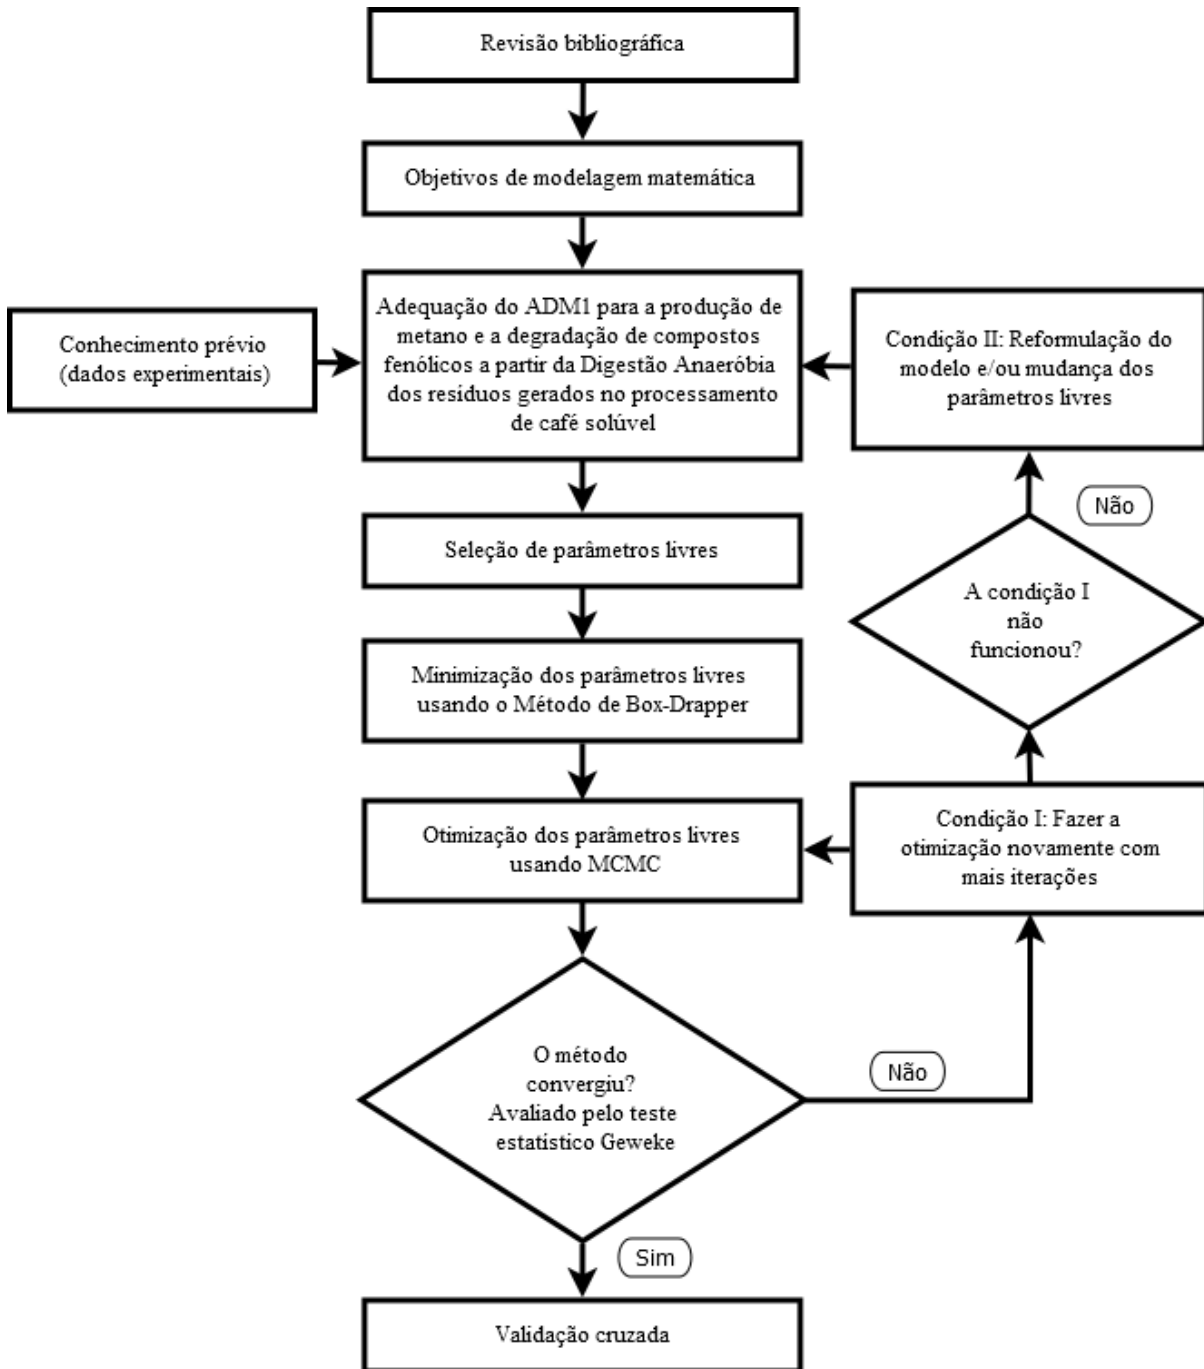 Revisão bibliográfica
Objetivos de modelagem matemática
Adequação do ADM1 para a produção de
metano e a degradação de compostos
fenólicos a partir da Digestão Anaeróbia
dos resíduos gerados no processamento
de café solúvel
Conhecimento prévio
(dados experimentais)
Condição II: Reformulação do
modelo e/ou mudança dos
parâmetros livres
Não
Seleção de parâmetros livres
A condição I
não
funcionou?
Minimização dos parâmetros livres
usando o Método de Box-Drapper
Otimização dos parâmetros livres
usando MCMC
Condição I: Fazer a
otimização novamente com
mais iterações
O método
convergiu?
Avaliado pelo teste
estatístico Geweke
Não
Sim
Validação cruzada